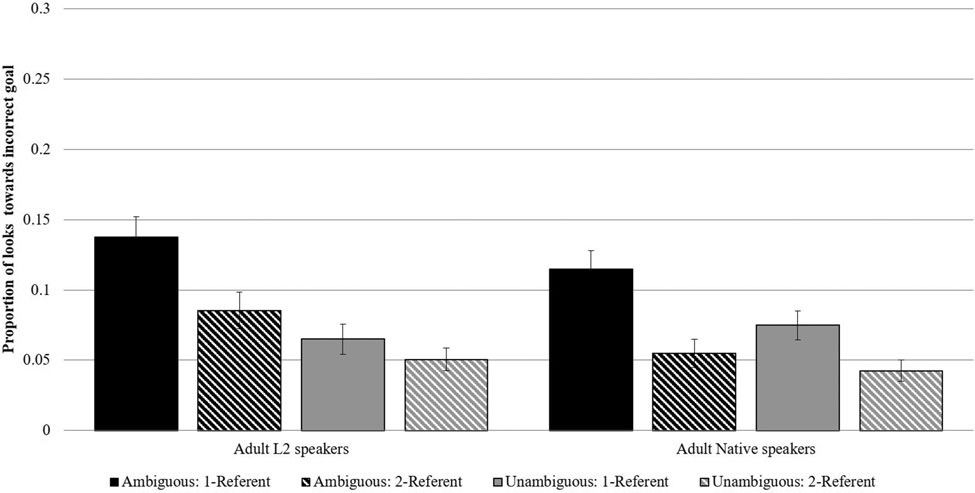 0.3
0.25
0.2
0.15
0.1
0.05
0
Proportion of looks towards incorrect goal
Adult L2 speakers
Adult Native speakers
Ambiguous: 1-Referent
Ambiguous: 2-Referent
Unambiguous: 1-Referent
Unambiguous: 2-Referent